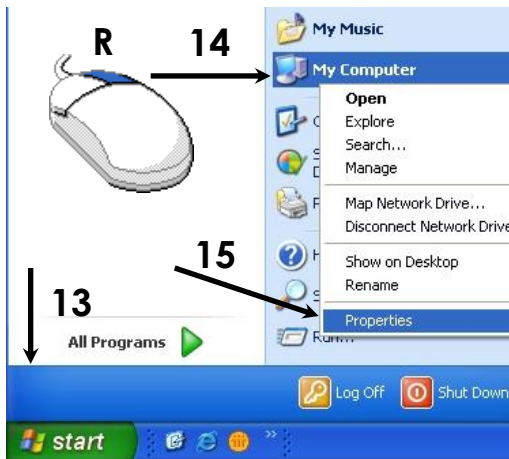 R
14
My Music
My Computer
Open
Explore
Search...
Manage
Map Network Drive...
Disconnect Network Drive
Show on Desktop
Rename
Properties
15
13
All Programs
Run...
Log Off
Shut Down
start